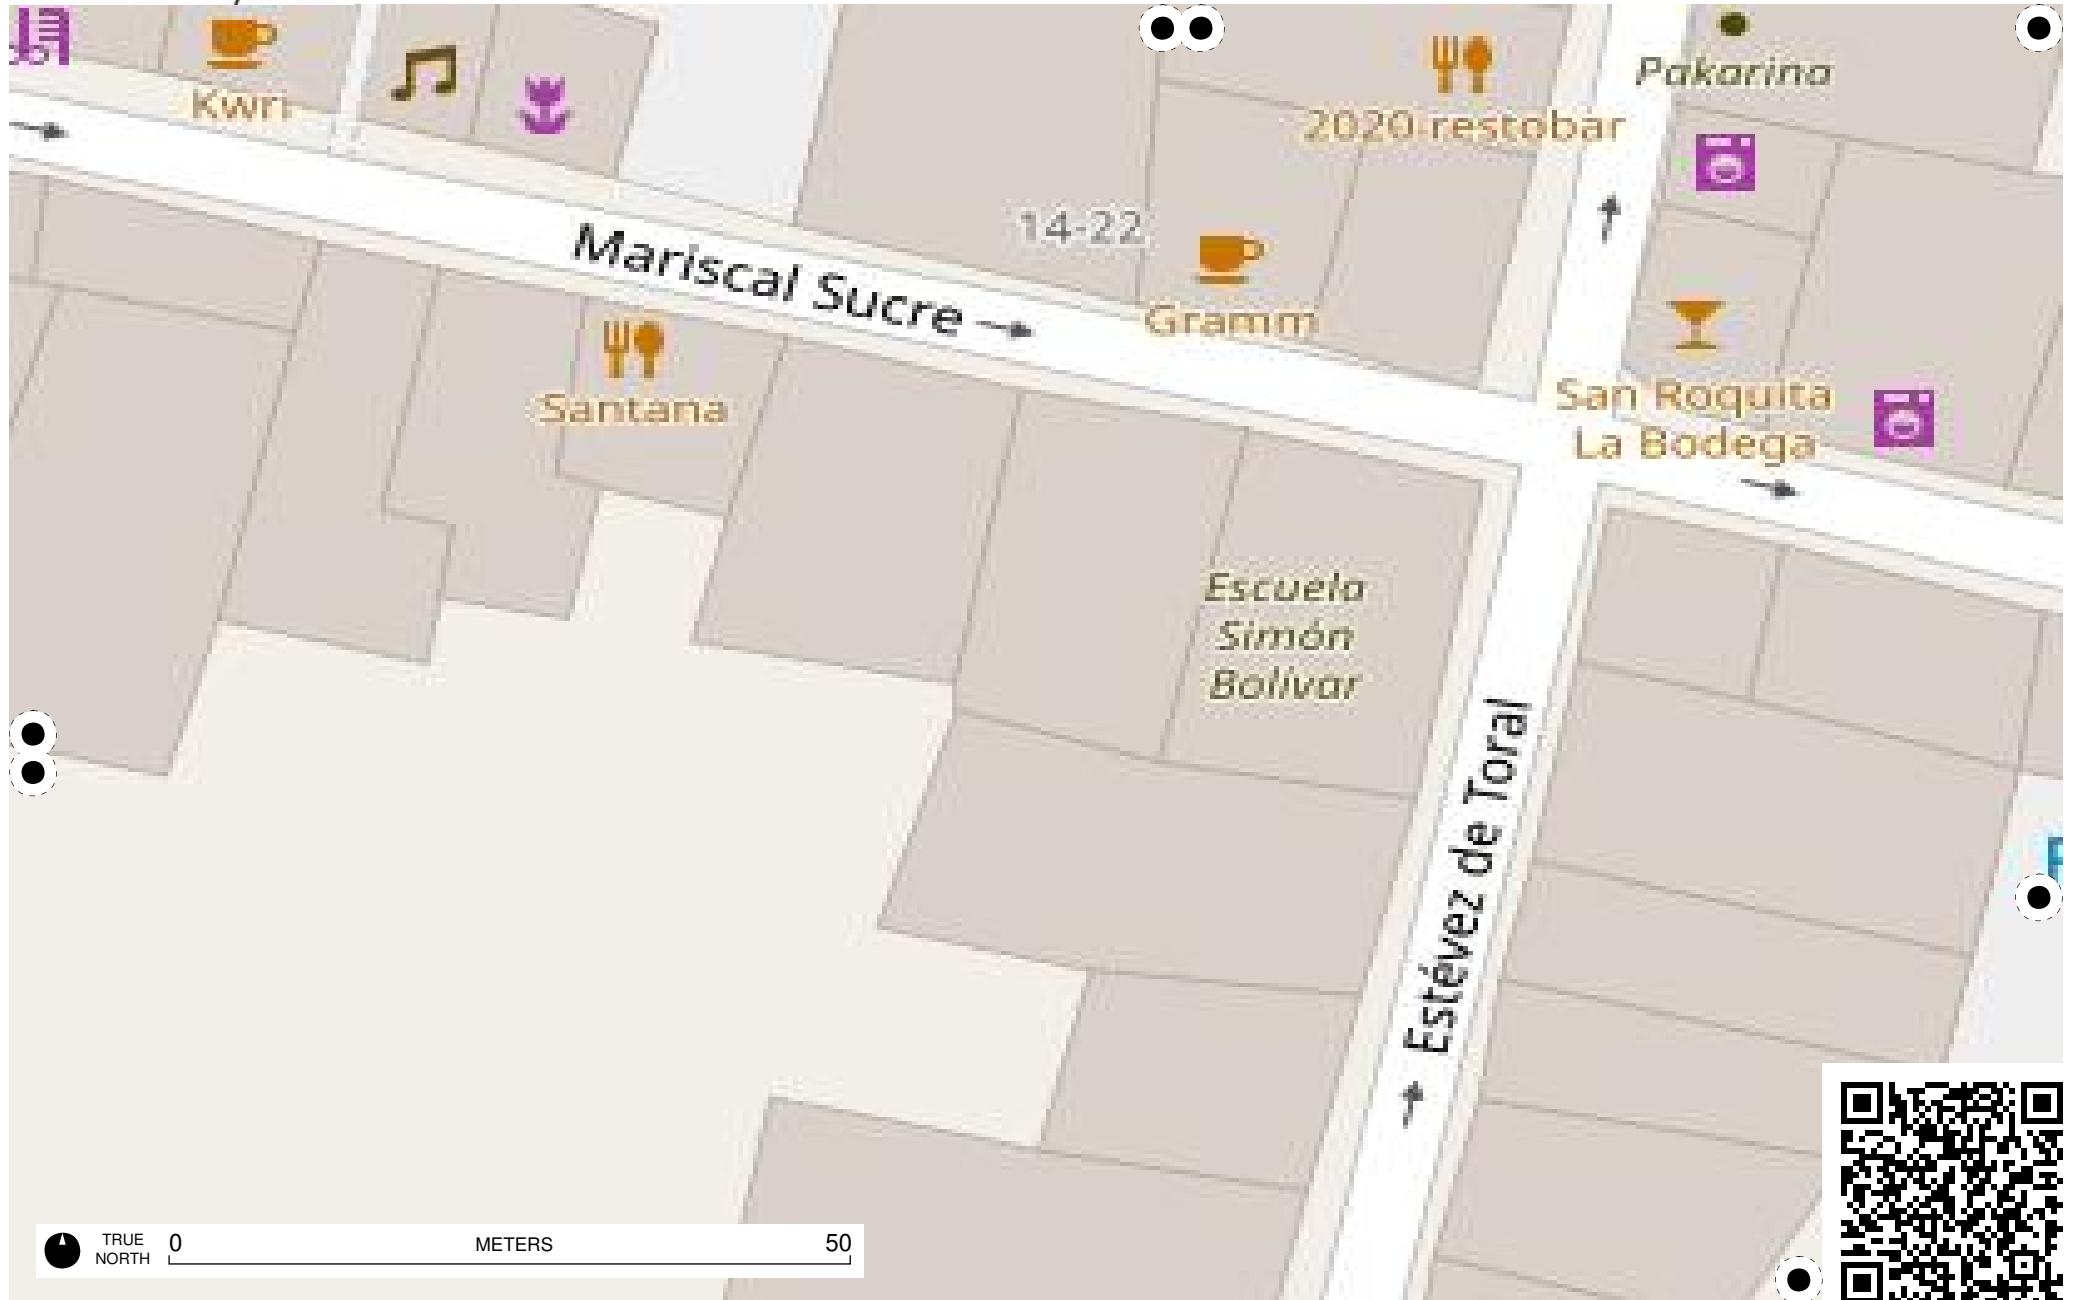 Kwri
2020 restobar
Pakarina
14-22
Mariscal Sucre
Gramm
Santana
San Roquita
La Bodega
Escuela
Simón
Bolívar
Estévez de Toral
TRUE
NORTH
0
METERS
50